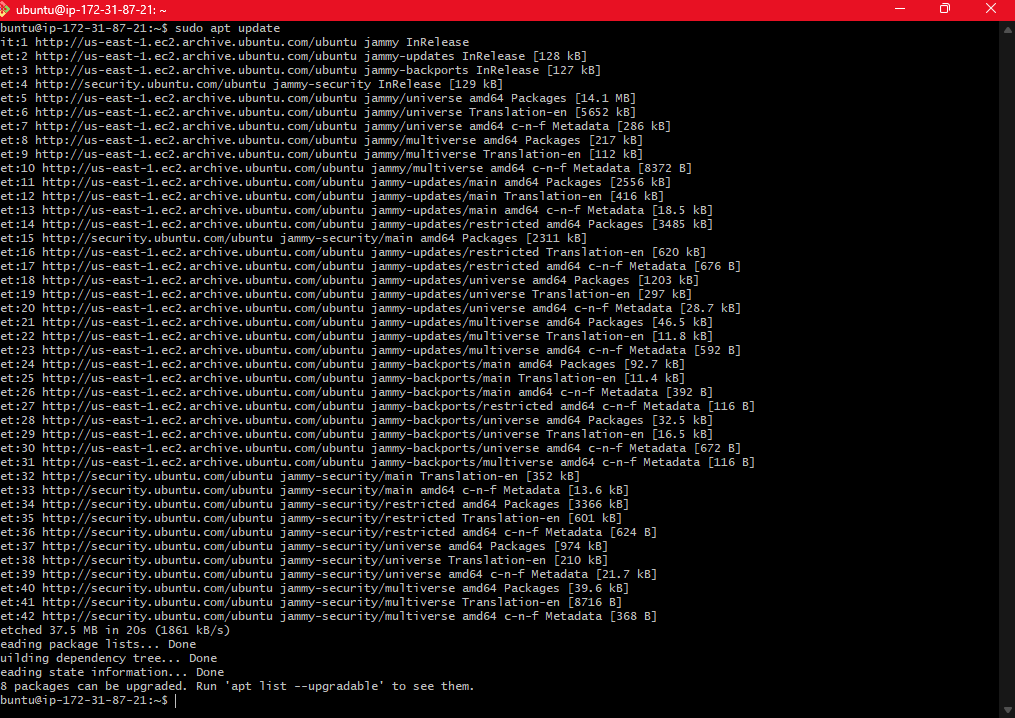 ubuntu@ip-172-31-87-21: ~
buntu@ip-172-31-87-21:~$ sudo apt update
it:1 http://us-east-1.ec2.archive.ubuntu.com/ubuntu jammy InRelease
et:2 http://us-east-1.ec2.archive.ubuntu.com/ubuntu jammy-updates InRelease [128 kB]
et:3 http://us-east-1.ec2.archive.ubuntu.com/ubuntu jammy-backports InRelease [127 kB]
et:4 http://security.ubuntu.com/ubuntu jammy-security InRelease [129 kB]
et:5 http://us-east-1.ec2.archive.ubuntu.com/ubuntu jammy/universe amd64 Packages [14.1 MB]
et:6 http://us-east-1.ec2.archive.ubuntu.com/ubuntu jammy/universe Translation-en [5652 kB]
et:7 http://us-east-1.ec2.archive.ubuntu.com/ubuntu jammy/universe amd64 c-n-f Metadata [286 kB]
et:8 http://us-east-1.ec2.archive.ubuntu.com/ubuntu jammy/multiverse amd64 Packages [217 kB]
et:9 http://us-east-1.ec2.archive.ubuntu.com/ubuntu jammy/multiverse Translation-en [112 kB]
et:10 http://us-east-1.ec2.archive.ubuntu.com/ubuntu jammy/multiverse amd64 c-n-f Metadata [8372 B]
et:11 http://us-east-1.ec2.archive.ubuntu.com/ubuntu jammy-updates/main amd64 Packages [2556 kB]
et:12 http://us-east-1.ec2.archive.ubuntu.com/ubuntu jammy-updates/main Translation-en [416 kB]
et:13 http://us-east-1.ec2.archive.ubuntu.com/ubuntu jammy-updates/main amd64 c-n-f Metadata [18.5 kB]
et:14 http://us-east-1.ec2.archive.ubuntu.com/ubuntu jammy-updates/restricted amd64 Packages [3485 kB]
et:15 http://security.ubuntu.com/ubuntu jammy-security/main amd64 Packages [2311 kB]
et:16 http://us-east-1.ec2.archive.ubuntu.com/ubuntu jammy-updates/restricted Translation-en [620 kB]
et:17 http://us-east-1.ec2.archive.ubuntu.com/ubuntu jammy-updates/restricted amd64 c-n-f Metadata [676 B]
et:18 http://us-east-1.ec2.archive.ubuntu.com/ubuntu jammy-updates/universe amd64 Packages [1203 kB]
et:19 http://us-east-1.ec2.archive.ubuntu.com/ubuntu jammy-updates/universe Translation-en [297 kB]
et:20 http://us-east-1.ec2.archive.ubuntu.com/ubuntu jammy-updates/universe amd64 c-n-f Metadata [28.7 kB]
et:21 http://us-east-1.ec2.archive.ubuntu.com/ubuntu jammy-updates/multiverse amd64 Packages [46.5 kB]
et:22 http://us-east-1.ec2.archive.ubuntu.com/ubuntu jammy-updates/multiverse Translation-en [11.8 kB]
et:23 http://us-east-1.ec2.archive.ubuntu.com/ubuntu jammy-updates/multiverse amd64 c-n-f Metadata [592 B]
et:24 http://us-east-1.ec2.archive.ubuntu.com/ubuntu jammy-backports/main amd64 Packages [92.7 kB]
et:25 http://us-east-1.ec2.archive.ubuntu.com/ubuntu jammy-backports/main Translation-en [11.4 kB]
et:26 http://us-east-1.ec2.archive.ubuntu.com/ubuntu jammy-backports/main amd64 c-n-f Metadata [392 B]
et:27 http://us-east-1.ec2.archive.ubuntu.com/ubuntu jammy-backports/restricted amd64 c-n-f Metadata [116 B]
et:28 http://us-east-1.ec2.archive.ubuntu.com/ubuntu jammy-backports/universe amd64 Packages [32.5 kB]
et:29 http://us-east-1.ec2.archive.ubuntu.com/ubuntu jammy-backports/universe Translation-en [16.5 kB]
et:30 http://us-east-1.ec2.archive.ubuntu.com/ubuntu jammy-backports/universe amd64 c-n-f Metadata [672 B]
et:31 http://us-east-1.ec2.archive.ubuntu.com/ubuntu jammy-backports/multiverse amd64 c-n-f Metadata [116 B]
et:32 http://security.ubuntu.com/ubuntu jammy-security/main Translation-en [352 kB]
et:33 http://security.ubuntu.com/ubuntu jammy-security/main amd64 c-n-f Metadata [13.6 kB]
et:34 http://security.ubuntu.com/ubuntu jammy-security/restricted amd64 Packages [3366 kB]
et:35 http://security.ubuntu.com/ubuntu jammy-security/restricted Translation-en [601 kB]
et:36 http://security.ubuntu.com/ubuntu jammy-security/restricted amd64 c-n-f Metadata [624 B]
et:37 http://security.ubuntu.com/ubuntu jammy-security/universe amd64 Packages [974 kB]
et:38 http://security.ubuntu.com/ubuntu jammy-security/universe Translation-en [210 kB]
et:39 http://security.ubuntu.com/ubuntu jammy-security/universe amd64 c-n-f Metadata [21.7 kB]
et:40 http://security.ubuntu.com/ubuntu jammy-security/multiverse amd64 Packages [39.6 kB]
et:41 http://security.ubuntu.com/ubuntu jammy-security/multiverse Translation-en [8716 B]
et:42 http://security.ubuntu.com/ubuntu jammy-security/multiverse amd64 c-n-f Metadata [368 B]
etched 37.5 MB in 20s (1861 kB/s)
eading package lists... Done
uilding dependency tree... Done
eading state information... Done
8 packages can be upgraded. Run 'apt list --upgradable' to see them.
buntu@ip-172-31-87-21:~$